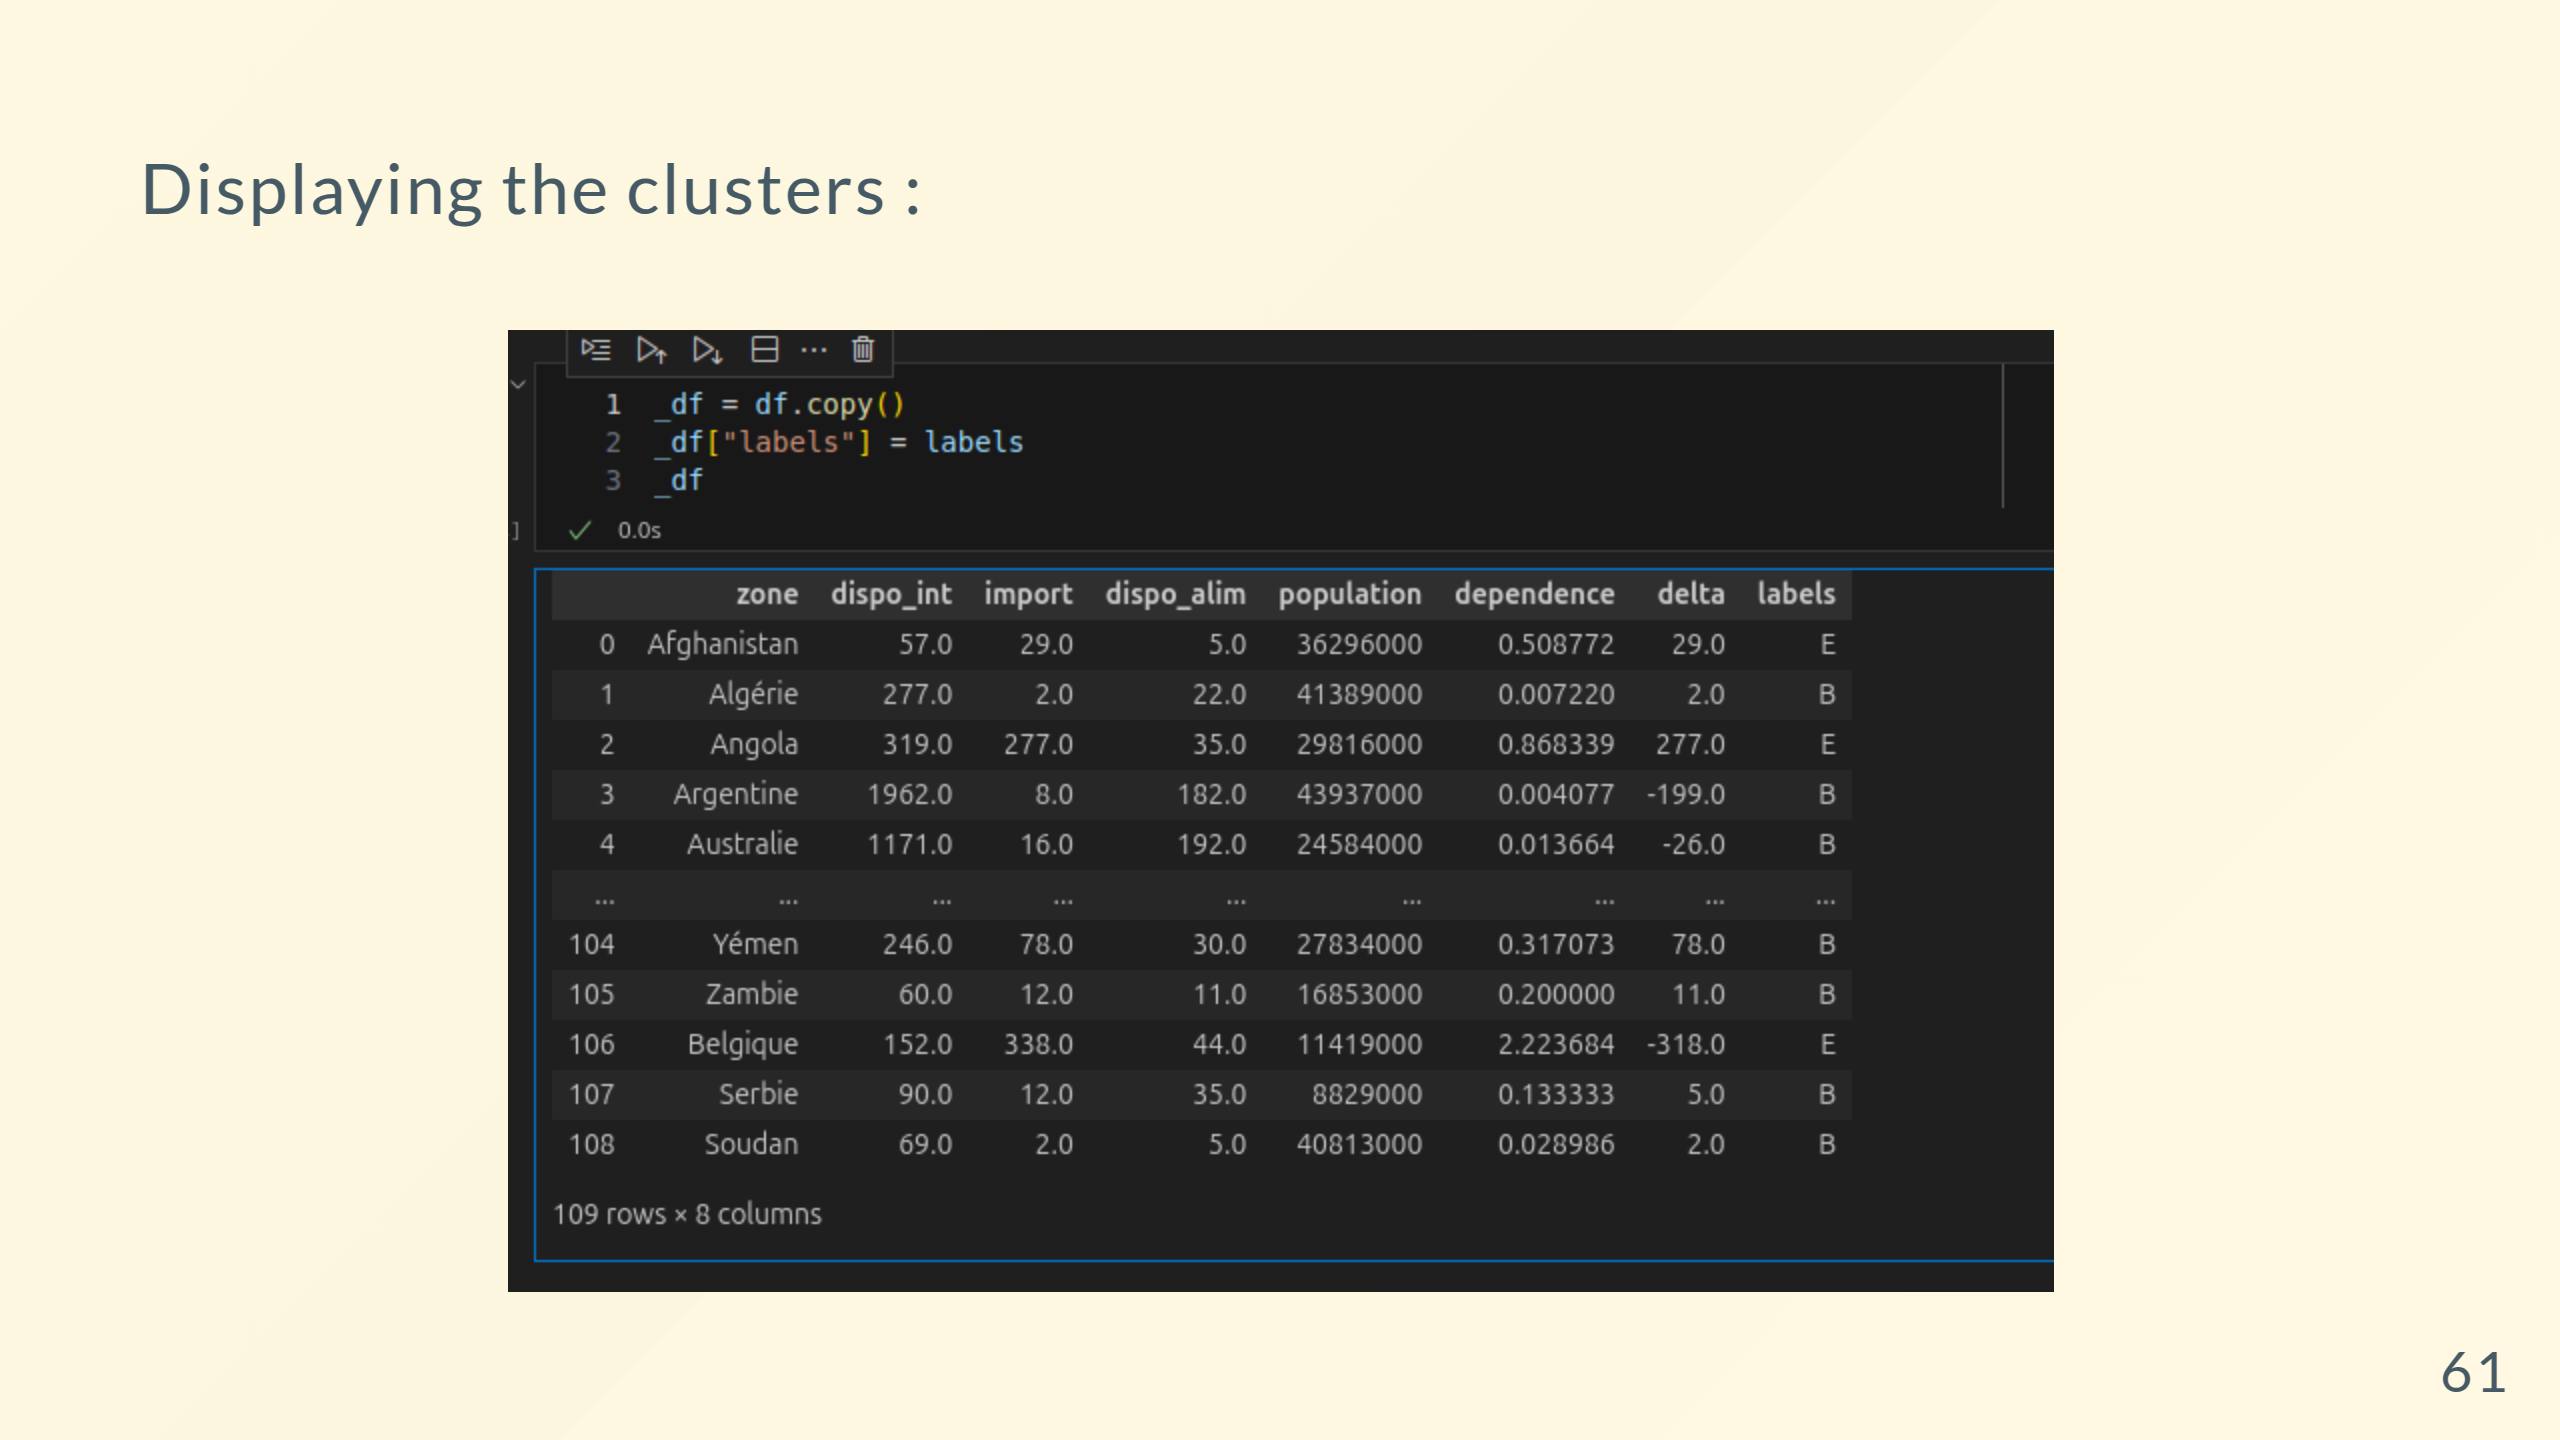 Displaying the clusters :
1 _df = df.copy()
2 _df["labels"] = labels
3 _df
] 0.0s
zone dispo_int import dispo_alim population dependence delta labels
0 Afghanistan 57.0 29.0 5.0 36296000 0.508772 29.0 E
1 Algérie 277.0 2.0 22.0 41389000 0.007220 2.0 B
2 Angola 319.0 277.0 35.0 29816000 0.868339 277.0 E
3 Argentine 1962.0 8.0 182.0 43937000 0.004077 -199.0 B
4 Australie 1171.0 16.0 192.0 24584000 0.013664 -26.0 B
... ... ... ... ... ... ... ... ...
104 Yémen 246.0 78.0 30.0 27834000 0.317073 78.0 B
105 Zambie 60.0 12.0 11.0 16853000 0.200000 11.0 B
106 Belgique 152.0 338.0 44.0 11419000 2.223684 -318.0 E
107 Serbie 90.0 12.0 35.0 8829000 0.133333 5.0 B
108 Soudan 69.0 2.0 5.0 40813000 0.028986 2.0 B
109 rows × 8 columns
61